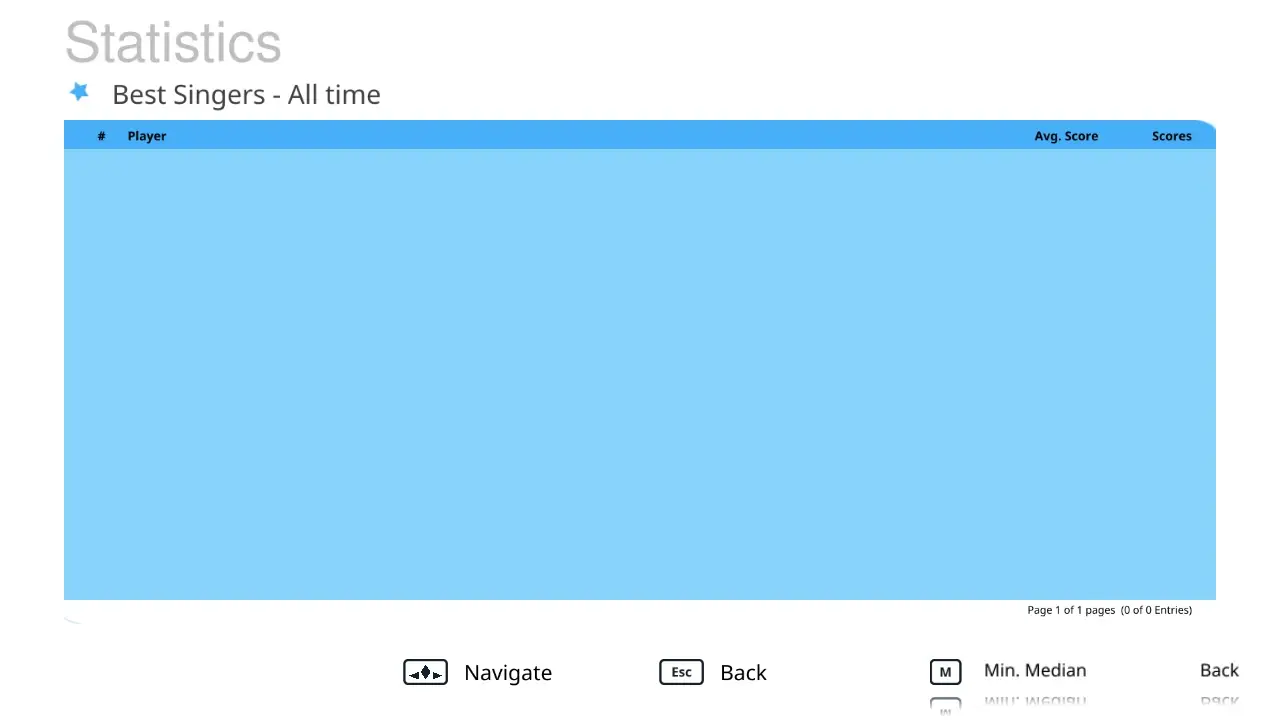 Statistics
Best Singers - All time
# Player Avg. Score Scores
Page 1 of 1 pages (0 of 0 Entries)
Navigate Esc Back M Min. Median Back